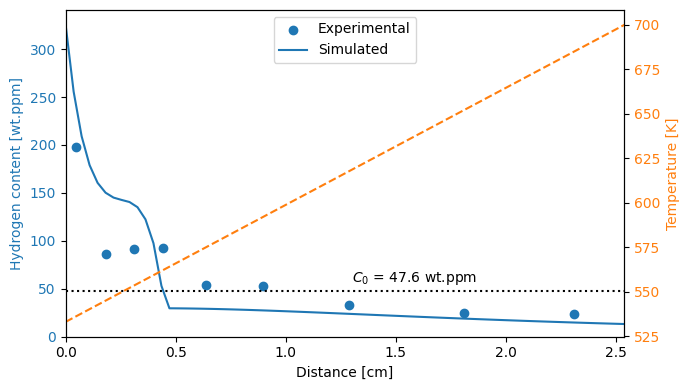 Experimental
Simulated
Hydrogen content [wt.ppm]
300
250
200
150
100
50
0
C₀ = 47.6 wt.ppm
700
675
650
625
600
575
550
525
Temperature [K]
0.0 0.5 1.0 1.5 2.0 2.5
Distance [cm]